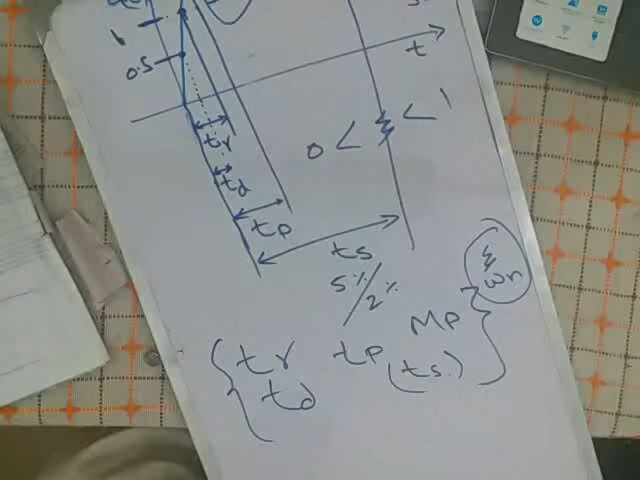 1
0.5
t
tr
0 < ξ < 1
td
tp
ts
5%/2%
ξ
ωn
tr tp Mp
td (ts)